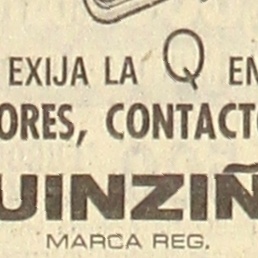 EXIJA LA Q EN
ORES, CONTACTO
UINZIÑ
MARCA REG.